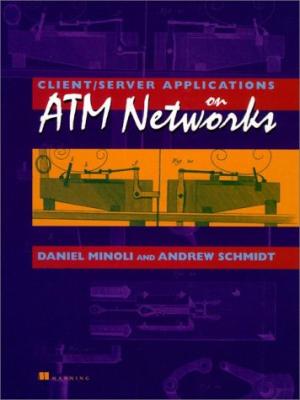 CLIENT/SERVER APPLICATIONS
on
ATM Networks
DANIEL MINOLI AND ANDREW SCHMIDT
MANNING